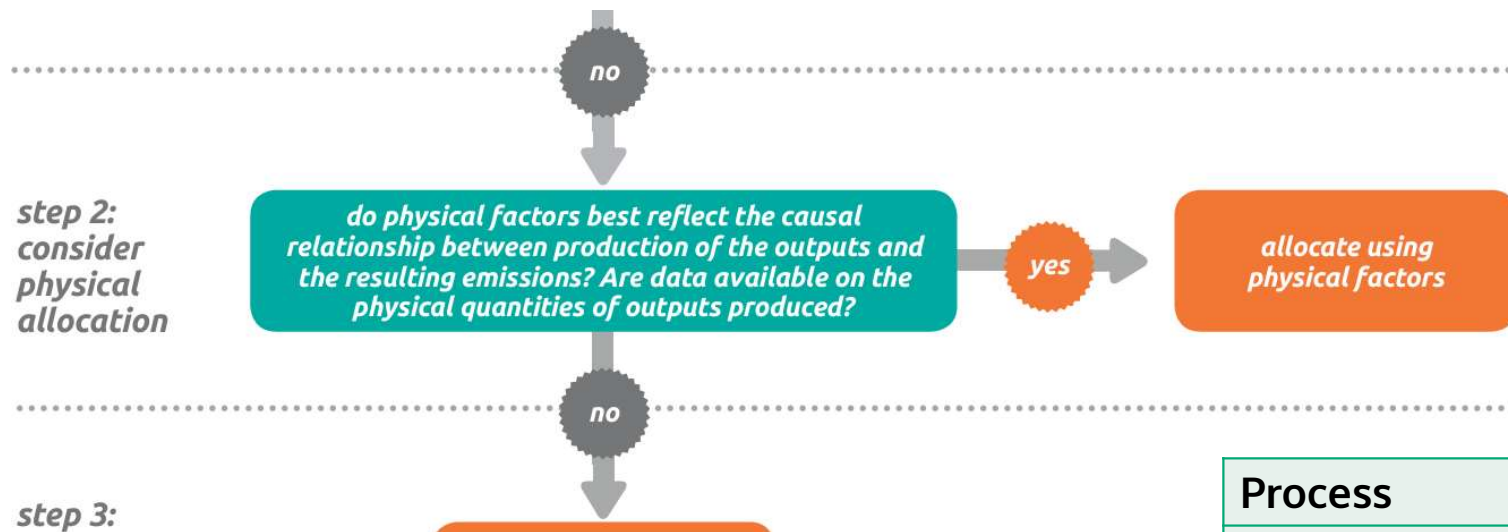 no
step 2:
consider
physical
allocation
do physical factors best reflect the causal
relationship between production of the outputs and
the resulting emissions? Are data available on the
physical quantities of outputs produced?
yes
allocate using
physical factors
no
step 3:
Process